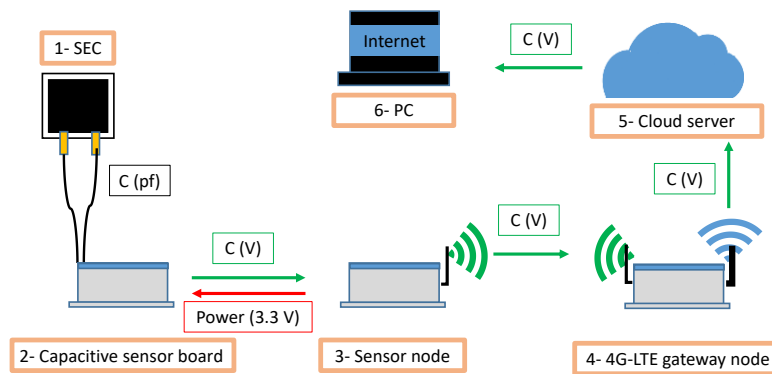 1- SEC
Internet
C (V)
6- PC
5- Cloud server
C (pf)
C (V)
C (V)
C (V)
Power (3.3 V)
2- Capacitive sensor board
3- Sensor node
4- 4G-LTE gateway node